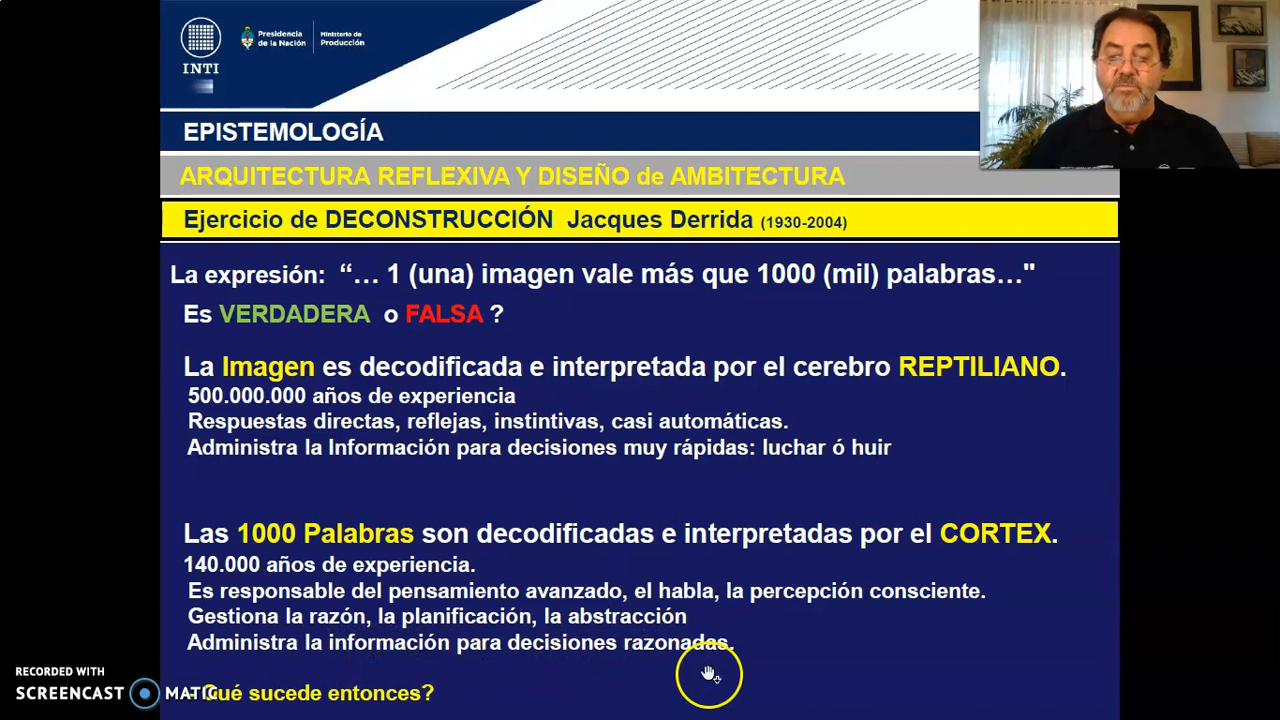 INTI
Presidencia
de la Nación
Ministerio de
Producción
EPISTEMOLOGÍA
ARQUITECTURA REFLEXIVA Y DISEÑO de AMBITECTURA
Ejercicio de DECONSTRUCCIÓN Jacques Derrida (1930-2004)
La expresión: “… 1 (una) imagen vale más que 1000 (mil) palabras…"
Es VERDADERA o FALSA ?
La Imagen es decodificada e interpretada por el cerebro REPTILIANO.
500.000.000 años de experiencia
Respuestas directas, reflejas, instintivas, casi automáticas.
Administra la Información para decisiones muy rápidas: luchar ó huir
Las 1000 Palabras son decodificadas e interpretadas por el CORTEX.
140.000 años de experiencia.
Es responsable del pensamiento avanzado, el habla, la percepción consciente.
Gestiona la razón, la planificación, la abstracción
Administra la información para decisiones razonadas.
Qué sucede entonces?
RECORDED WITH
SCREENCAST MATIC